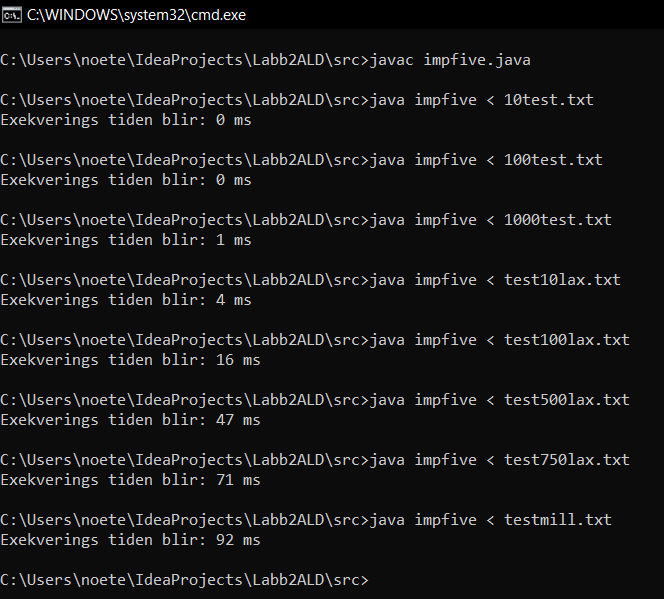 C:\WINDOWS\system32\cmd.exe
C:\Users\noete\IdeaProjects\Labb2ALD\src>javac impfive.java
C:\Users\noete\IdeaProjects\Labb2ALD\src>java impfive < 10test.txt
Exekverings tiden blir: 0 ms
C:\Users\noete\IdeaProjects\Labb2ALD\src>java impfive < 100test.txt
Exekverings tiden blir: 0 ms
C:\Users\noete\IdeaProjects\Labb2ALD\src>java impfive < 1000test.txt
Exekverings tiden blir: 1 ms
C:\Users\noete\IdeaProjects\Labb2ALD\src>java impfive < test10lax.txt
Exekverings tiden blir: 4 ms
C:\Users\noete\IdeaProjects\Labb2ALD\src>java impfive < test100lax.txt
Exekverings tiden blir: 16 ms
C:\Users\noete\IdeaProjects\Labb2ALD\src>java impfive < test500lax.txt
Exekverings tiden blir: 47 ms
C:\Users\noete\IdeaProjects\Labb2ALD\src>java impfive < test750lax.txt
Exekverings tiden blir: 71 ms
C:\Users\noete\IdeaProjects\Labb2ALD\src>java impfive < testmill.txt
Exekverings tiden blir: 92 ms
C:\Users\noete\IdeaProjects\Labb2ALD\src>